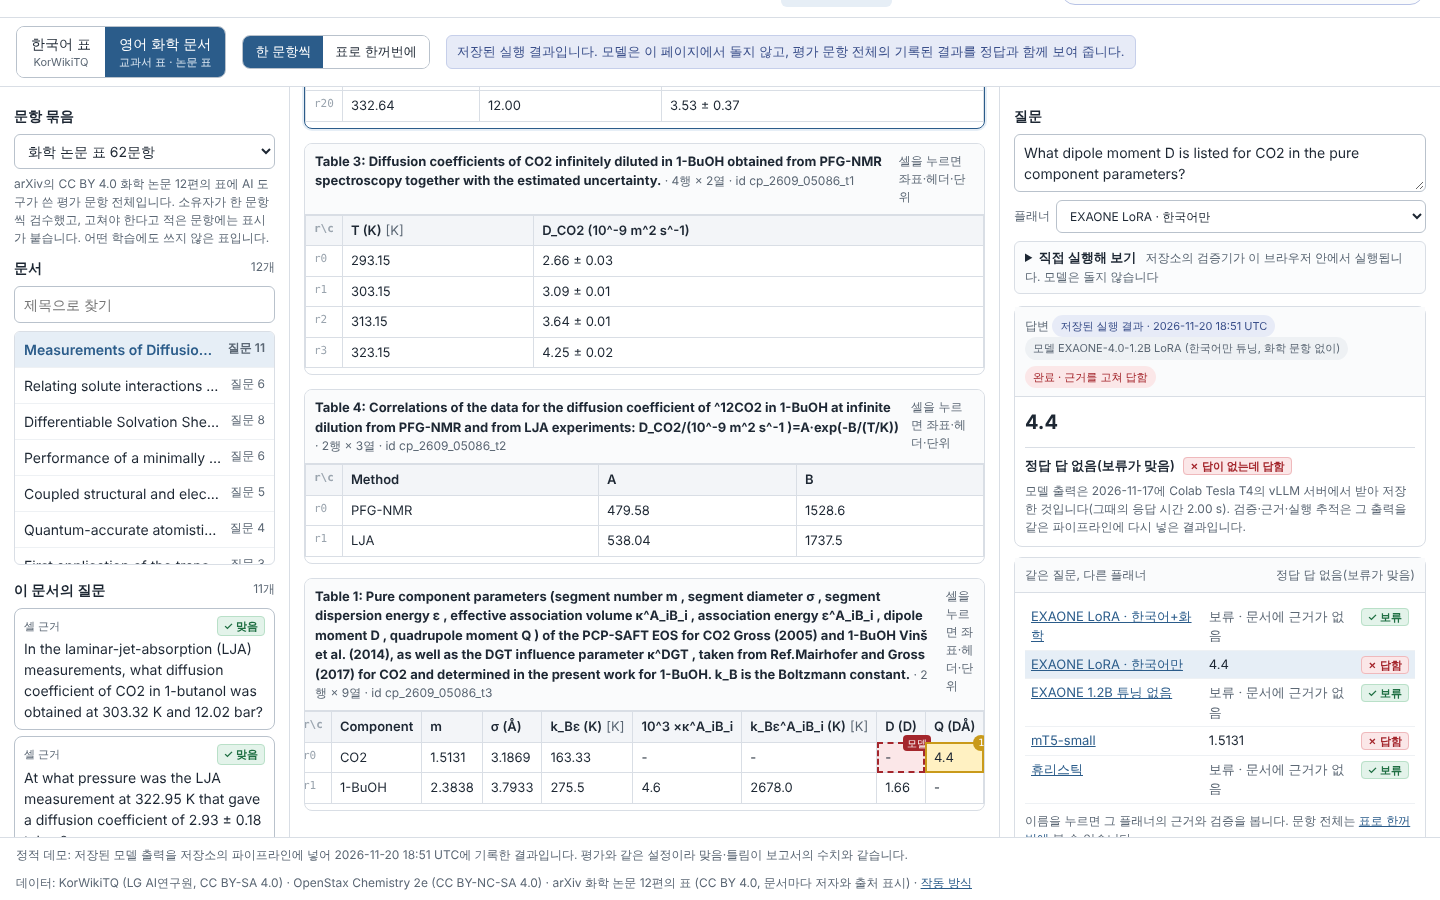 한국어 표
KorWikiTQ
영어 화학 문서
교과서 표 · 논문 표
한 문항씩
표로 한꺼번에
저장된 실행 결과입니다. 모델은 이 페이지에서 돌지 않고, 평가 문항 전체의 기록된 결과를 정답과 함께 보여 줍니다.
문항 묶음
화학 논문 표 62문항
arXiv의 CC BY 4.0 화학 논문 12편의 표에 AI 도
구가 쓴 평가 문항 전체입니다. 소유자가 한 문항
씩 검수했고, 고쳐야 한다고 적은 문항에는 표시
가 붙습니다. 어떤 학습에도 쓰지 않은 표입니다.
문서
12개
제목으로 찾기
Measurements of Diffusio... 질문 11
Relating solute interactions ... 질문 6
Differentiable Solvation She... 질문 8
Performance of a minimally ... 질문 6
Coupled structural and elec... 질문 5
Quantum-accurate atomisti... 질문 4
이 문서의 질문
11개
셀 근거
✓ 맞음
In the laminar-jet-absorption (LJA)
measurements, what diffusion
coefficient of CO2 in 1-butanol was
obtained at 303.32 K and 12.02 bar?
셀 근거
✓ 맞음
At what pressure was the LJA
measurement at 322.95 K that gave
a diffusion coefficient of 2.93 ± 0.18
r20 332.64 12.00 3.53 ± 0.37
Table 3: Diffusion coefficients of CO2 infinitely diluted in 1-BuOH obtained from PFG-NMR
spectroscopy together with the estimated uncertainty. · 4행 × 2열 · id cp_2609_05086_t1
셀을 누르면
좌표·헤더·단
위
r\c T (K) [K] D_CO2 (10^-9 m^2 s^-1)
r0 293.15 2.66 ± 0.03
r1 303.15 3.09 ± 0.01
r2 313.15 3.64 ± 0.01
r3 323.15 4.25 ± 0.02
Table 4: Correlations of the data for the diffusion coefficient of ^12CO2 in 1-BuOH at infinite
dilution from PFG-NMR and from LJA experiments: D_CO2/(10^-9 m^2 s^-1 )=A·exp(-B/(T/K))
· 2행 × 3열 · id cp_2609_05086_t2
셀을 누르
면 좌표·헤
더·단위
r\c Method A B
r0 PFG-NMR 479.58 1528.6
r1 LJA 538.04 1737.5
Table 1: Pure component parameters (segment number m , segment diameter σ , segment
dispersion energy ε , effective association volume κ^A_iB_i , association energy ε^A_iB_i , dipole
moment D , quadrupole moment Q ) of the PCP-SAFT EOS for CO2 Gross (2005) and 1-BuOH Vinš
et al. (2014), as well as the DGT influence parameter κ^DGT , taken from Ref.Mairhofer and Gross
(2017) for CO2 and determined in the present work for 1-BuOH. k_B is the Boltzmann constant. · 2
행 × 9열 · id cp_2609_05086_t3
셀을
누르
면 좌
표·헤
더·단
위
r\c Component m σ (Å) k_Bε (K) [K] 10^3 ×κ^A_iB_i k_Bε^A_iB_i (K) [K] D (D) Q (DÅ)
모델
r0 CO2 1.5131 3.1869 163.33 - - - 4.4
r1 1-BuOH 2.3838 3.7933 275.5 4.6 2678.0 1.66 -
질문
What dipole moment D is listed for CO2 in the pure
component parameters?
플래너
EXAONE LoRA · 한국어만
▶ 직접 실행해 보기 저장소의 검증기가 이 브라우저 안에서 실행됩니
다. 모델은 돌지 않습니다
답변 저장된 실행 결과 · 2026-11-20 18:51 UTC
모델 EXAONE-4.0-1.2B LoRA (한국어만 튜닝, 화학 문항 없이)
완료 · 근거를 고쳐 답함
4.4
정답 답 없음(보류가 맞음) × 답이 없는데 답함
모델 출력은 2026-11-17에 Colab Tesla T4의 vLLM 서버에서 받아 저장
한 것입니다(그때의 응답 시간 2.00 s). 검증·근거·실행 추적은 그 출력을
같은 파이프라인에 다시 넣은 결과입니다.
같은 질문, 다른 플래너
정답 답 없음(보류가 맞음)
EXAONE LoRA · 한국어+화
학
보류 · 문서에 근거가 없
음
✓ 보류
EXAONE LoRA · 한국어만 4.4 × 답함
EXAONE 1.2B 튜닝 없음
보류 · 문서에 근거가 없
음
✓ 보류
mT5-small 1.5131 × 답함
휴리스틱
보류 · 문서에 근거가 없
음
✓ 보류
이름을 누르면 그 플래너의 근거와 검증을 봅니다. 문항 전체는 표로 한꺼
정적 데모: 저장된 모델 출력을 저장소의 파이프라인에 넣어 2026-11-20 18:51 UTC에 기록한 결과입니다. 평가와 같은 설정이라 맞음·틀림이 보고서의 수치와 같습니다.
데이터: KorWikiTQ (LG AI연구원, CC BY-SA 4.0) · OpenStax Chemistry 2e (CC BY-NC-SA 4.0) · arXiv 화학 논문 12편의 표 (CC BY 4.0, 문서마다 저자와 출처 표시) · 작동 방식